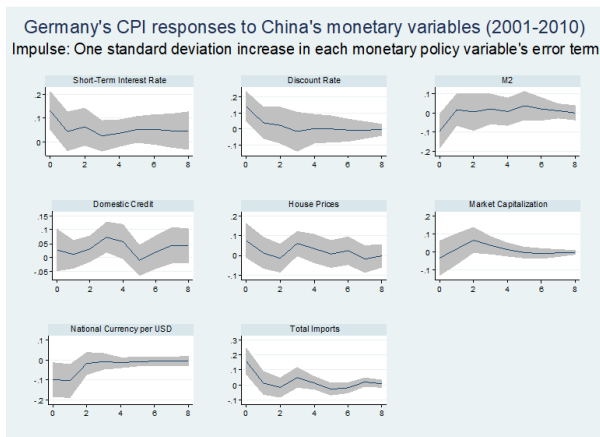 Germany's CPI responses to China's monetary variables (2001-2010)
Impulse: One standard deviation increase in each monetary policy variable's error term
Short-Term Interest Rate
.2
.1
0
0 2 4 6 8
Discount Rate
.2
.1
0
-.1
0 2 4 6 8
M2
.1
0
-.1
-.2
0 2 4 6 8
Domestic Credit
.15
.1
.05
0
-.05
0 2 4 6 8
House Prices
.2
.1
0
-.1
0 2 4 6 8
Market Capitalization
.2
.1
0
-.1
0 2 4 6 8
National Currency per USD
.1
0
-.1
-.2
0 2 4 6 8
Total Imports
.3
.2
.1
0
-.1
0 2 4 6 8